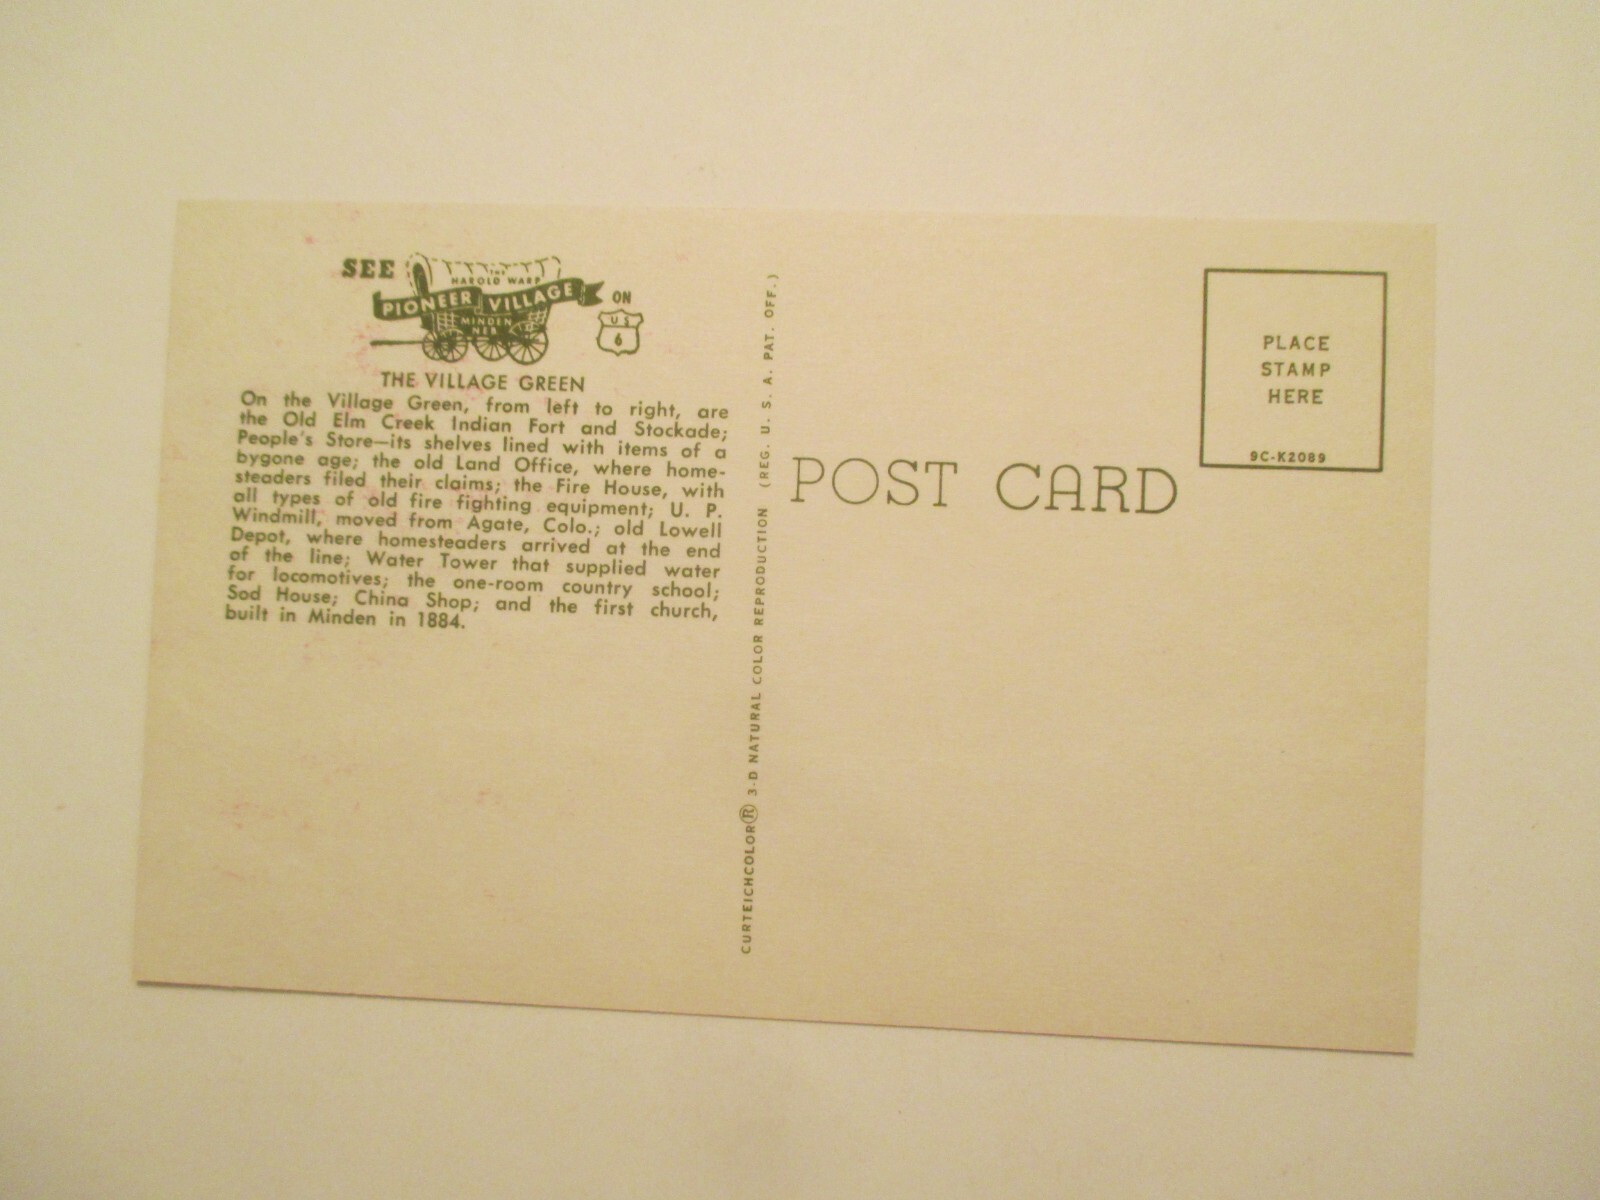 SEE
THE
HAROLD WARP
PIONEER VILLAGE
MINDEN
NEB
ON
US
6
THE VILLAGE GREEN
On the Village Green, from left to right, are
the Old Elm Creek Indian Fort and Stockade;
People's Store—its shelves lined with items of a
bygone age; the old Land Office, where home-
steaders filed their claims; the Fire House, with
all types of old fire fighting equipment; U. P.
Windmill, moved from Agate, Colo.; old Lowell
Depot, where homesteaders arrived at the end
of the line; Water Tower that supplied water
for locomotives; the one-room country school;
Sod House; China Shop; and the first church,
built in Minden in 1884.
CURTEICHCOLOR® 3-D NATURAL COLOR REPRODUCTION (REG. U. S. A. PAT. OFF.)
POST CARD
PLACE
STAMP
HERE
9C-K2089